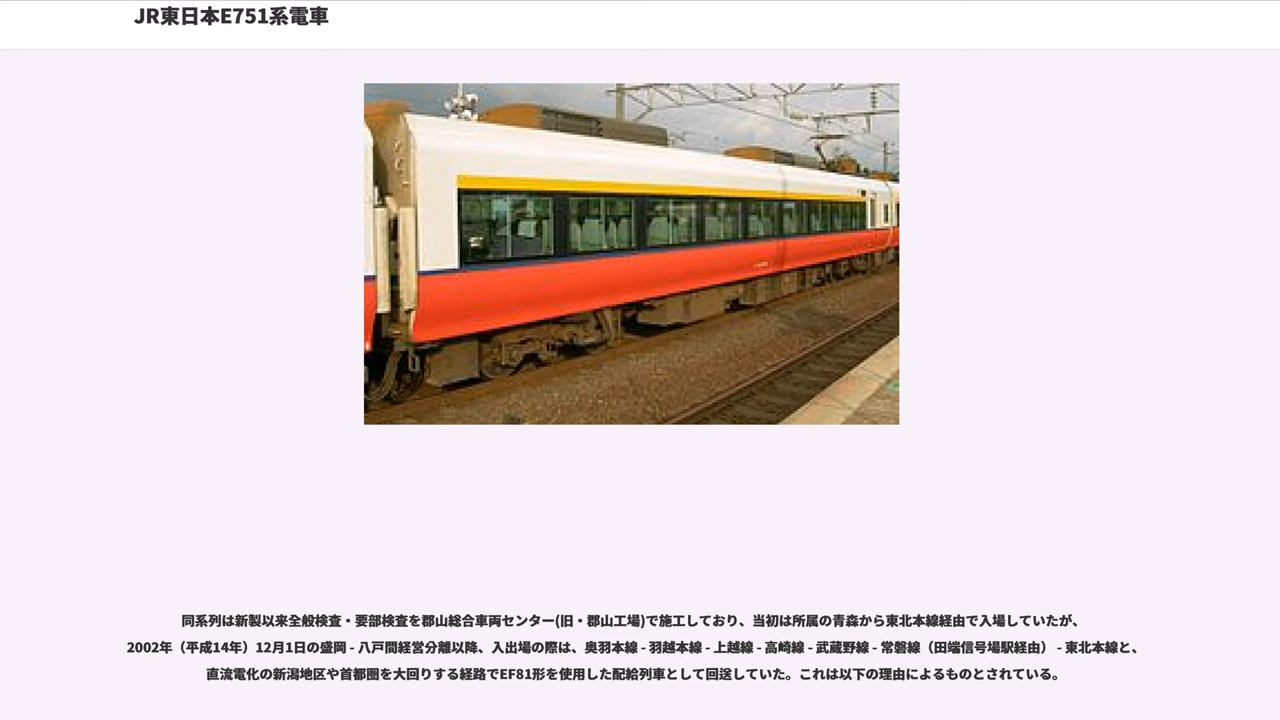 JR東日本E751系電車
同系列は新製以来全般検査・要部検査を郡山総合車両センター(旧・郡山工場)で施工しており、当初は所属の青森から東北本線経由で入場していたが、
2002年（平成14年）12月1日の盛岡 - 八戸間経営分離以降、入出場の際は、奥羽本線 - 羽越本線 - 上越線 - 高崎線 - 武蔵野線 - 常磐線（田端信号場駅経由） - 東北本線と、
直流電化の新潟地区や首都圏を大回りする経路でEF81形を使用した配給列車として回送していた。これは以下の理由によるものとされている。